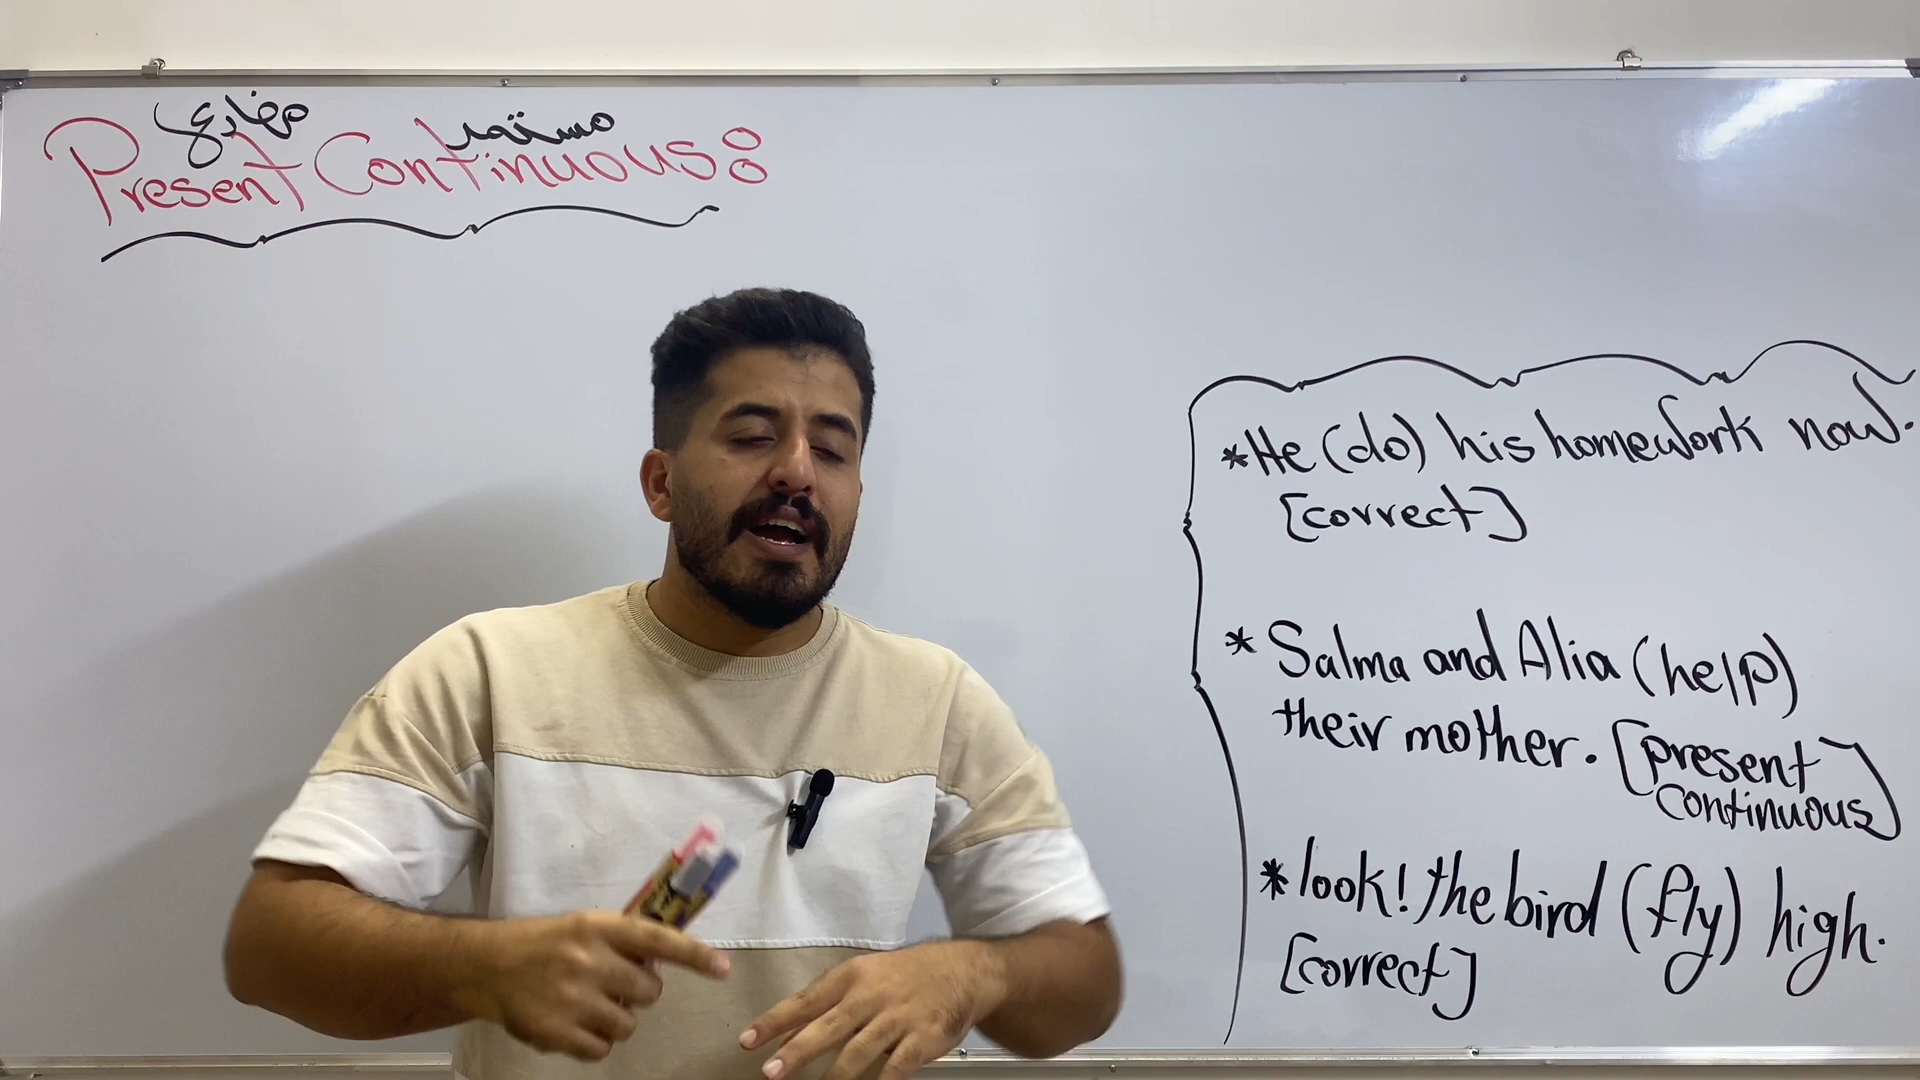 مضارع مستمر
Present Continuous:
*He (do) his homework now.
[correct]
* Salma and Alia (help)
their mother. [present
continuous]
* look! the bird (fly) high.
[correct]